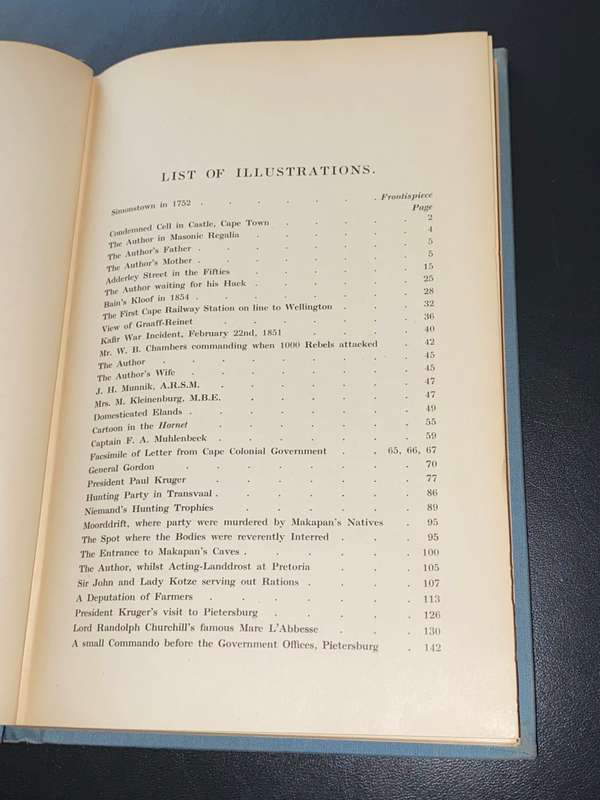 LIST OF ILLUSTRATIONS.
Simonstown in 1752 . . . . . . . Frontispiece
Page
Condemned Cell in Castle, Cape Town . . . . 2
The Author in Masonic Regalia . . . . . 4
The Author's Father . . . . . . 5
The Author's Mother . . . . . . 5
Adderley Street in the Fifties . . . . . 15
The Author waiting for his Hack . . . . . 25
Bain's Kloof in 1854 . . . . . . 28
The First Cape Railway Station on line to Wellington . . . 32
View of Graaff-Reinet . . . . . . 36
Kafir War Incident, February 22nd, 1851 . . . . 40
Mr. W. B. Chambers commanding when 1000 Rebels attacked . 42
The Author . . . . . . . 45
The Author's Wife . . . . . . 45
J. H. Munnik, A.R.S.M. . . . . . . 47
Mrs. M. Kleinenburg, M.B.E. . . . . . . 47
Domesticated Elands . . . . . . . 49
Cartoon in the Hornet . . . . . . 55
Captain F. A. Muhlenbeck . . . . . . 59
Facsimile of Letter from Cape Colonial Government . . 65, 66, 67
General Gordon . . . . . . . 70
President Paul Kruger . . . . . . 77
Hunting Party in Transvaal . . . . . . 86
Niemand's Hunting Trophies . . . . . 89
Moorddrift, where party were murdered by Makapan's Natives . 95
The Spot where the Bodies were reverently Interred . . . 95
The Entrance to Makapan's Caves . . . . . . 100
The Author, whilst Acting-Landdrost at Pretoria . . . 105
Sir John and Lady Kotze serving out Rations . . . . 107
A Deputation of Farmers . . . . . . 113
President Kruger's visit to Pietersburg . . . . . 126
Lord Randolph Churchill's famous Mare L'Abbesse . . . 130
A small Commando before the Government Offices, Pietersburg . 142